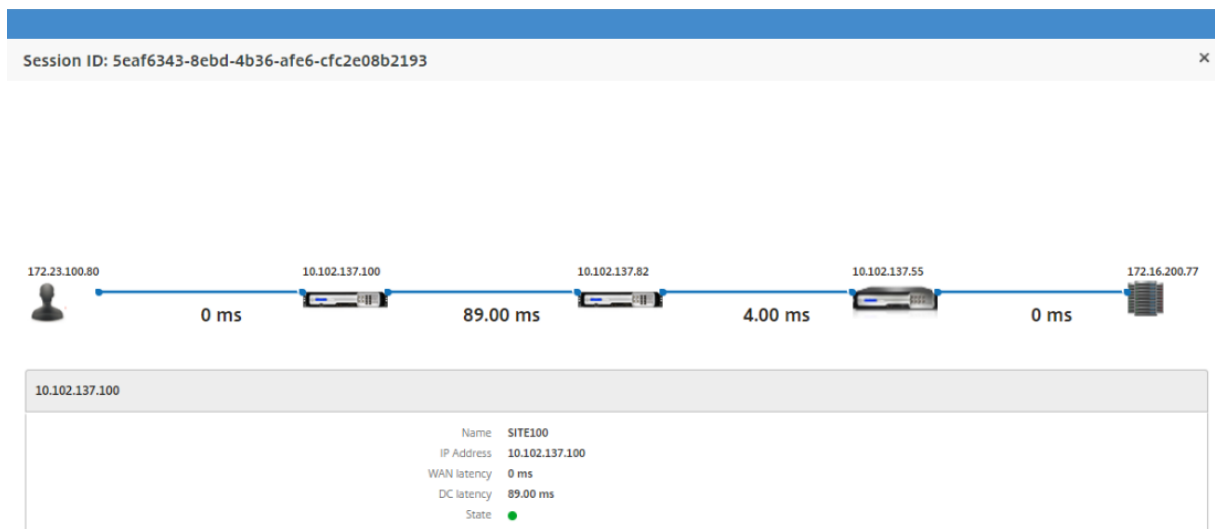 Session ID: 5eaf6343-8ebd-4b36-afe6-cfc2e08b2193 ×
172.23.100.80 10.102.137.100 10.102.137.82 10.102.137.55 172.16.200.77
0 ms 89.00 ms 4.00 ms 0 ms
10.102.137.100
Name SITE100
IP Address 10.102.137.100
WAN latency 0 ms
DC latency 89.00 ms
State